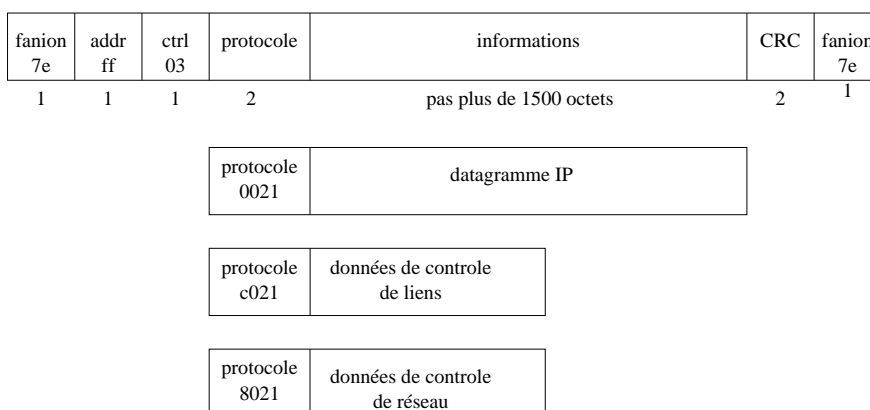 fanion addr ctrl protocole informations CRC fanion
7e ff 03 7e
1 1 1 2 pas plus de 1500 octets 2 1
protocole datagramme IP
0021
protocole données de controle
c021 de liens
protocole données de controle
8021 de réseau